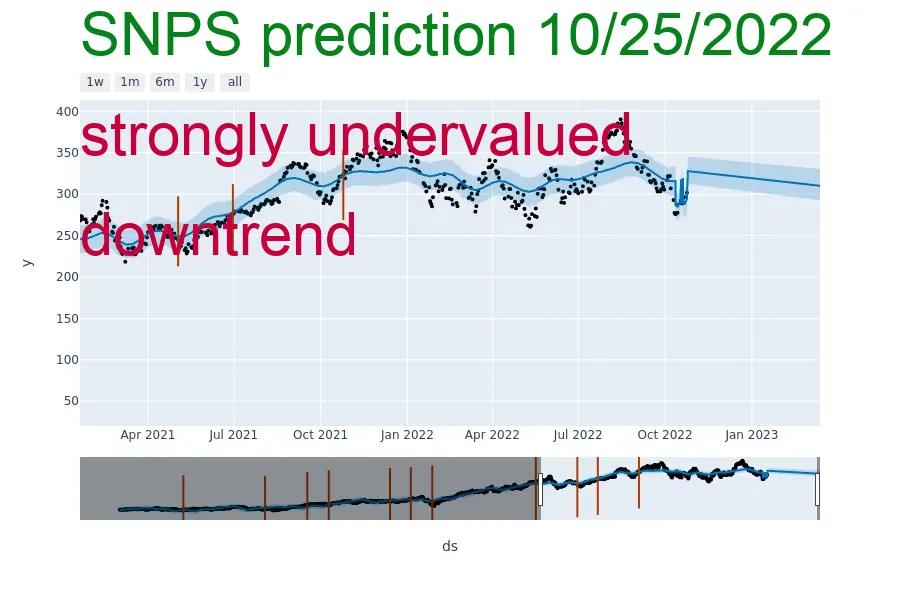 SNPS prediction 10/25/2022
1w 1m 6m 1y all
strongly undervalued
downtrend
400
350
300
250
200
150
100
50
y
Apr 2021 Jul 2021 Oct 2021 Jan 2022 Apr 2022 Jul 2022 Oct 2022 Jan 2023
ds